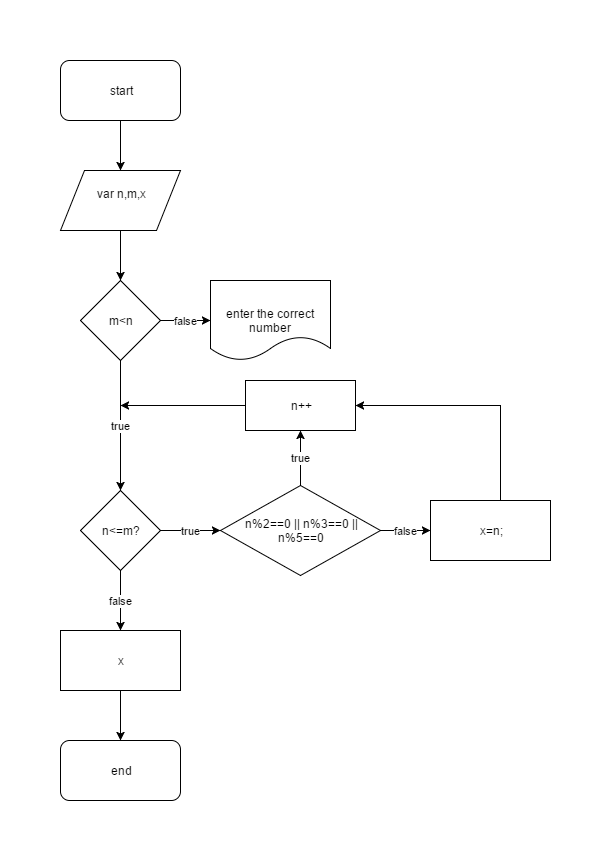 start
var n,m,x
m<n
false
enter the correct
number
n++
true
true
n<=m?
true
n%2==0 || n%3==0 ||
n%5==0
false
x=n;
false
x
end